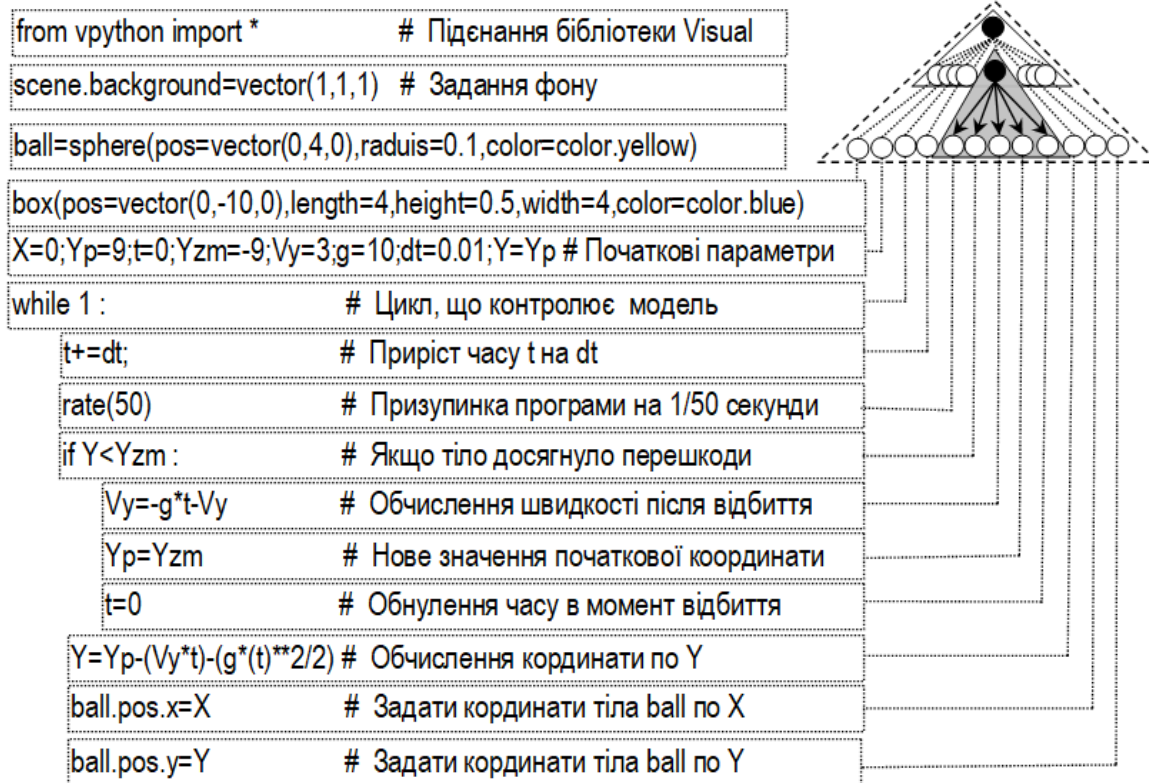 from vpython import * # Підєнання бібліотеки Visual
scene.background=vector(1,1,1) # Задання фону
ball=sphere(pos=vector(0,4,0),raduis=0.1,color=color.yellow)
box(pos=vector(0,-10,0),length=4,height=0.5,width=4,color=color.blue)
X=0;Yp=9;t=0;Yzm=-9;Vy=3;g=10;dt=0.01;Y=Yp # Початкові параметри
while 1 : # Цикл, що контролює модель
t+=dt; # Приріст часу t на dt
rate(50) # Призупинка програми на 1/50 секунди
if Y<Yzm : # Якщо тіло досягнуло перешкоди
Vy=-g*t-Vy # Обчислення швидкості після відбиття
Yp=Yzm # Нове значення початкової координати
t=0 # Обнулення часу в момент відбиття
Y=Yp-(Vy*t)-(g*(t)**2/2) # Обчислення кординати по Y
ball.pos.x=X # Задати кординати тіла ball по X
ball.pos.y=Y # Задати кординати тіла ball по Y